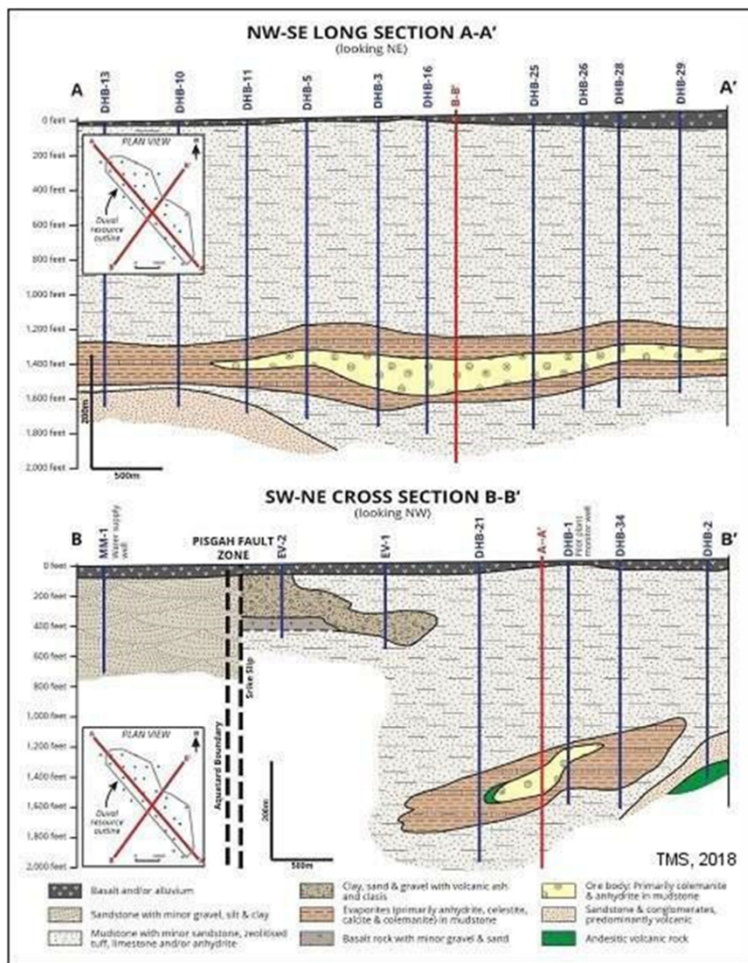 NW-SE LONG SECTION A-A'
(looking NE)
A
DHB-13
DHB-10
DHB-11
DHB-5
DHB-3
DHB-16
B-B'
DHB-25
DHB-26
DHB-28
DHB-29
A'
0 feet
200 feet
400 feet
600 feet
800 feet
1,000 feet
1,200 feet
1,400 feet
1,600 feet
1,800 feet
2,000 feet
PLAN VIEW
Duval
resource
outline
200m
500m
SW-NE CROSS SECTION B-B'
(looking NW)
B
MM-1
Water supply
well
PISGAH FAULT
ZONE
EV-2
EV-1
DHB-21
A-A'
DHB-1
Pilot plant
monitor well
DHB-34
DHB-2
B'
0 feet
200 feet
400 feet
600 feet
800 feet
1,000 feet
1,200 feet
1,400 feet
1,600 feet
1,800 feet
2,000 feet
Aquatard Boundary
Srike Slip
PLAN VIEW
Duval
resource
outline
200m
500m
TMS, 2018
Basalt and/or alluvium
Sandstone with minor gravel, silt & clay
Mudstone with minor sandstone, zeolitised
tuff, limestone and/or anhydrite
Clay, sand & gravel with volcanic ash
and clasis
Evaporites (primarily anhydrite, celestite,
calcite & colemanite) in mudstone
Basalt rock with minor gravel & sand
Ore body: Primarily colemanite
& anhydrite in mudstone
Sandstone & conglomerates,
predominantly volcanic
Andesitic volcanic rock